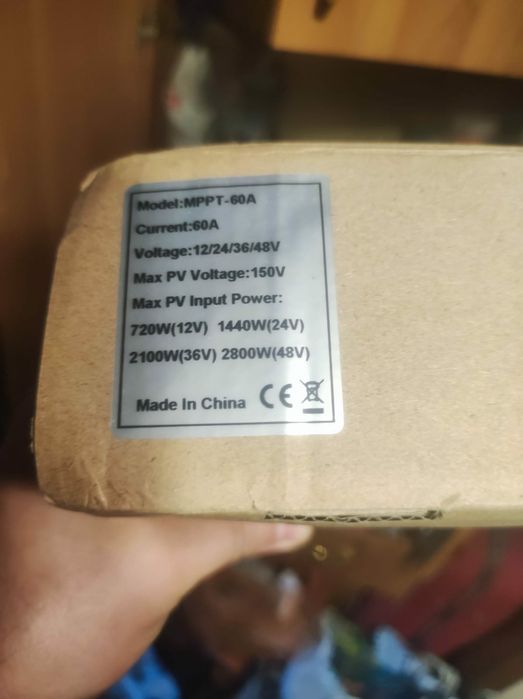 Model:MPPT-60A
Current:60A
Voltage:12/24/36/48V
Max PV Voltage:150V
Max PV Input Power:
720W(12V) 1440W(24V)
2100W(36V) 2800W(48V)
Made In China CE